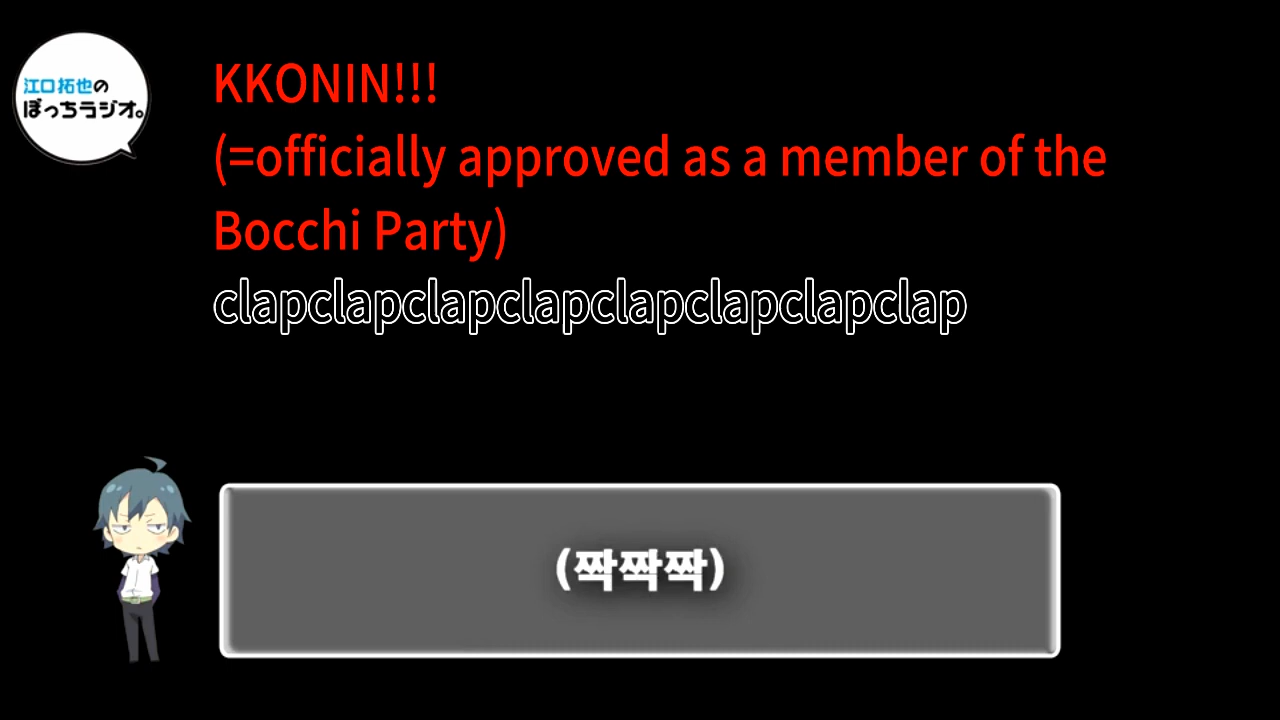 江口拓也の
ぼっちラジオ。
KKONIN!!!
(=officially approved as a member of the
Bocchi Party)
clapclapclapclapclapclapclapclap
(짝짝짝)